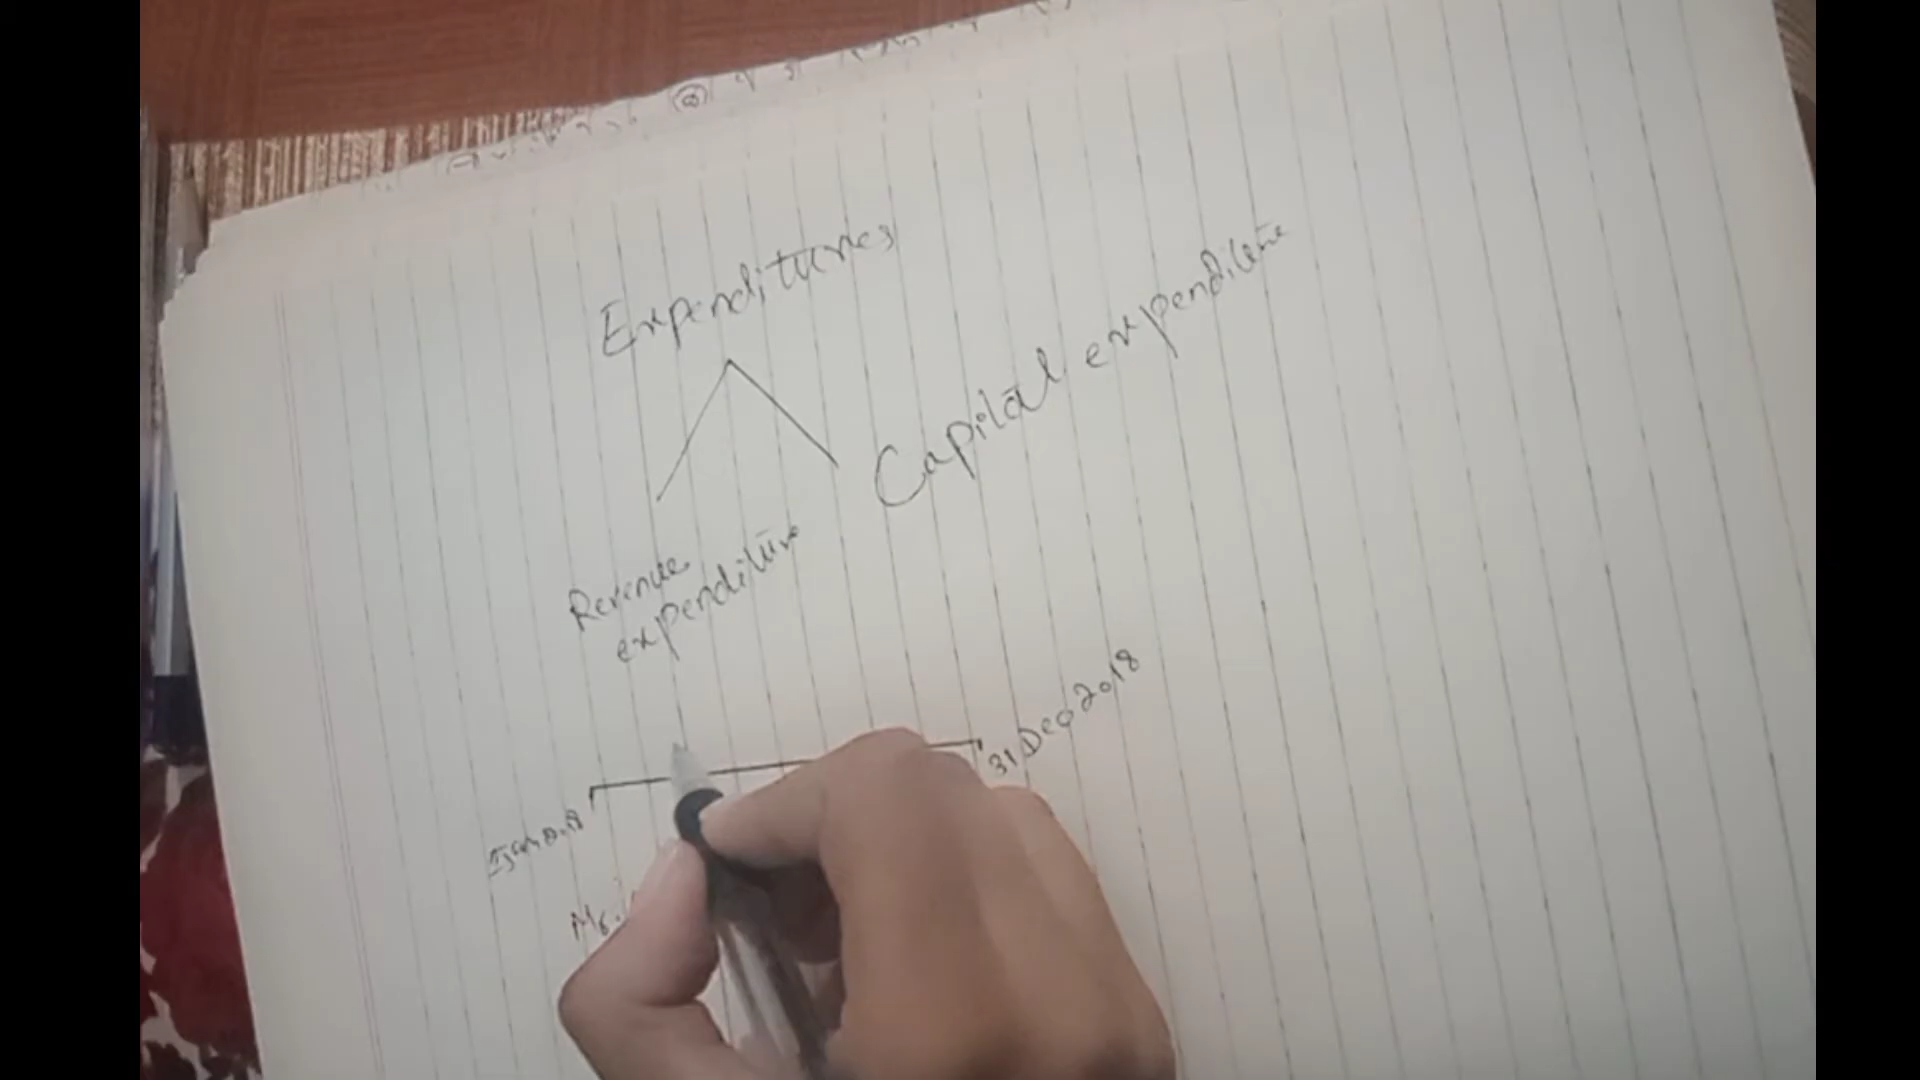 Expenditures
Capital expenditure
Revenue
expenditure
31 Dec 2018